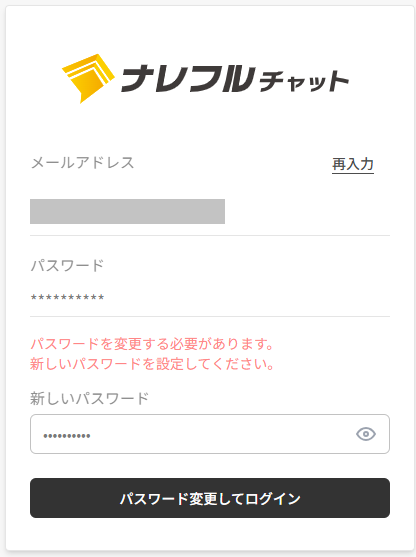 ナレフルチャット
メールアドレス 再入力
パスワード
**********
パスワードを変更する必要があります。
新しいパスワードを設定してください。
新しいパスワード
••••••••••
パスワード変更してログイン